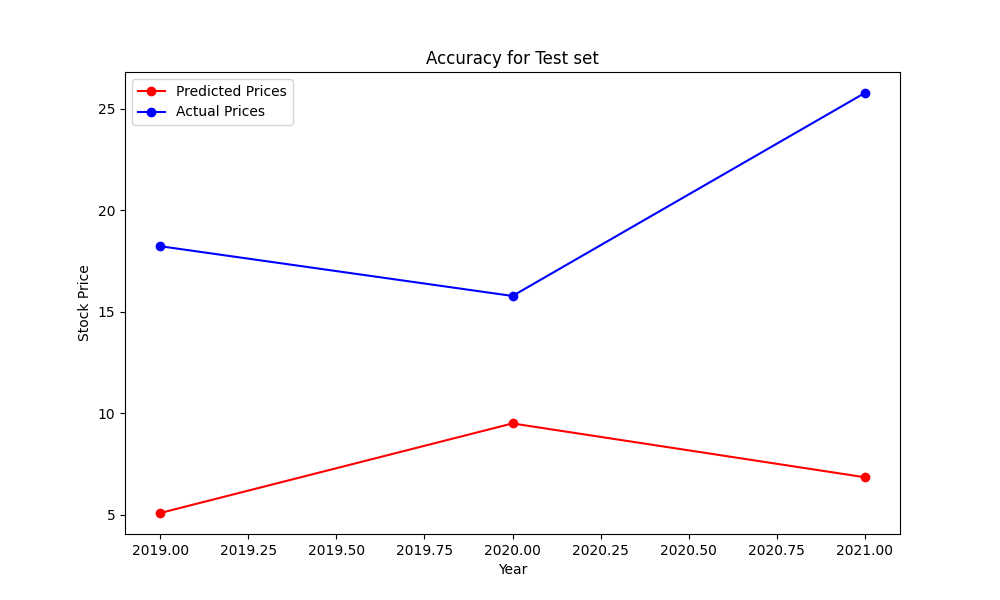 Accuracy for Test set
Predicted Prices
Actual Prices
Stock Price
25
20
15
10
5
2019.00 2019.25 2019.50 2019.75 2020.00 2020.25 2020.50 2020.75 2021.00
Year